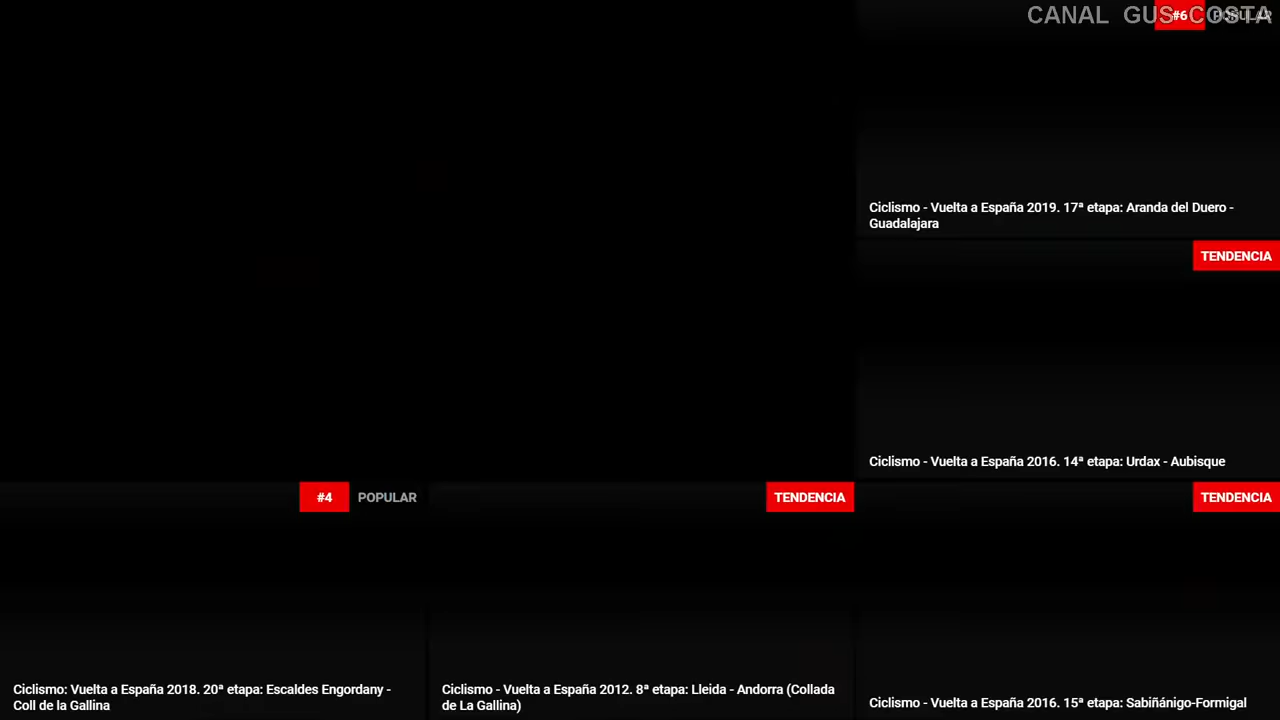 CANAL GUS COSTA
#6 POPULAR
Ciclismo - Vuelta a España 2019. 17ª etapa: Aranda del Duero -
Guadalajara
TENDENCIA
Ciclismo - Vuelta a España 2016. 14ª etapa: Urdax - Aubisque
#4 POPULAR
Ciclismo: Vuelta a España 2018. 20ª etapa: Escaldes Engordany -
Coll de la Gallina
TENDENCIA
Ciclismo - Vuelta a España 2012. 8ª etapa: Lleida - Andorra (Collada
de La Gallina)
TENDENCIA
Ciclismo - Vuelta a España 2016. 15ª etapa: Sabiñánigo-Formigal